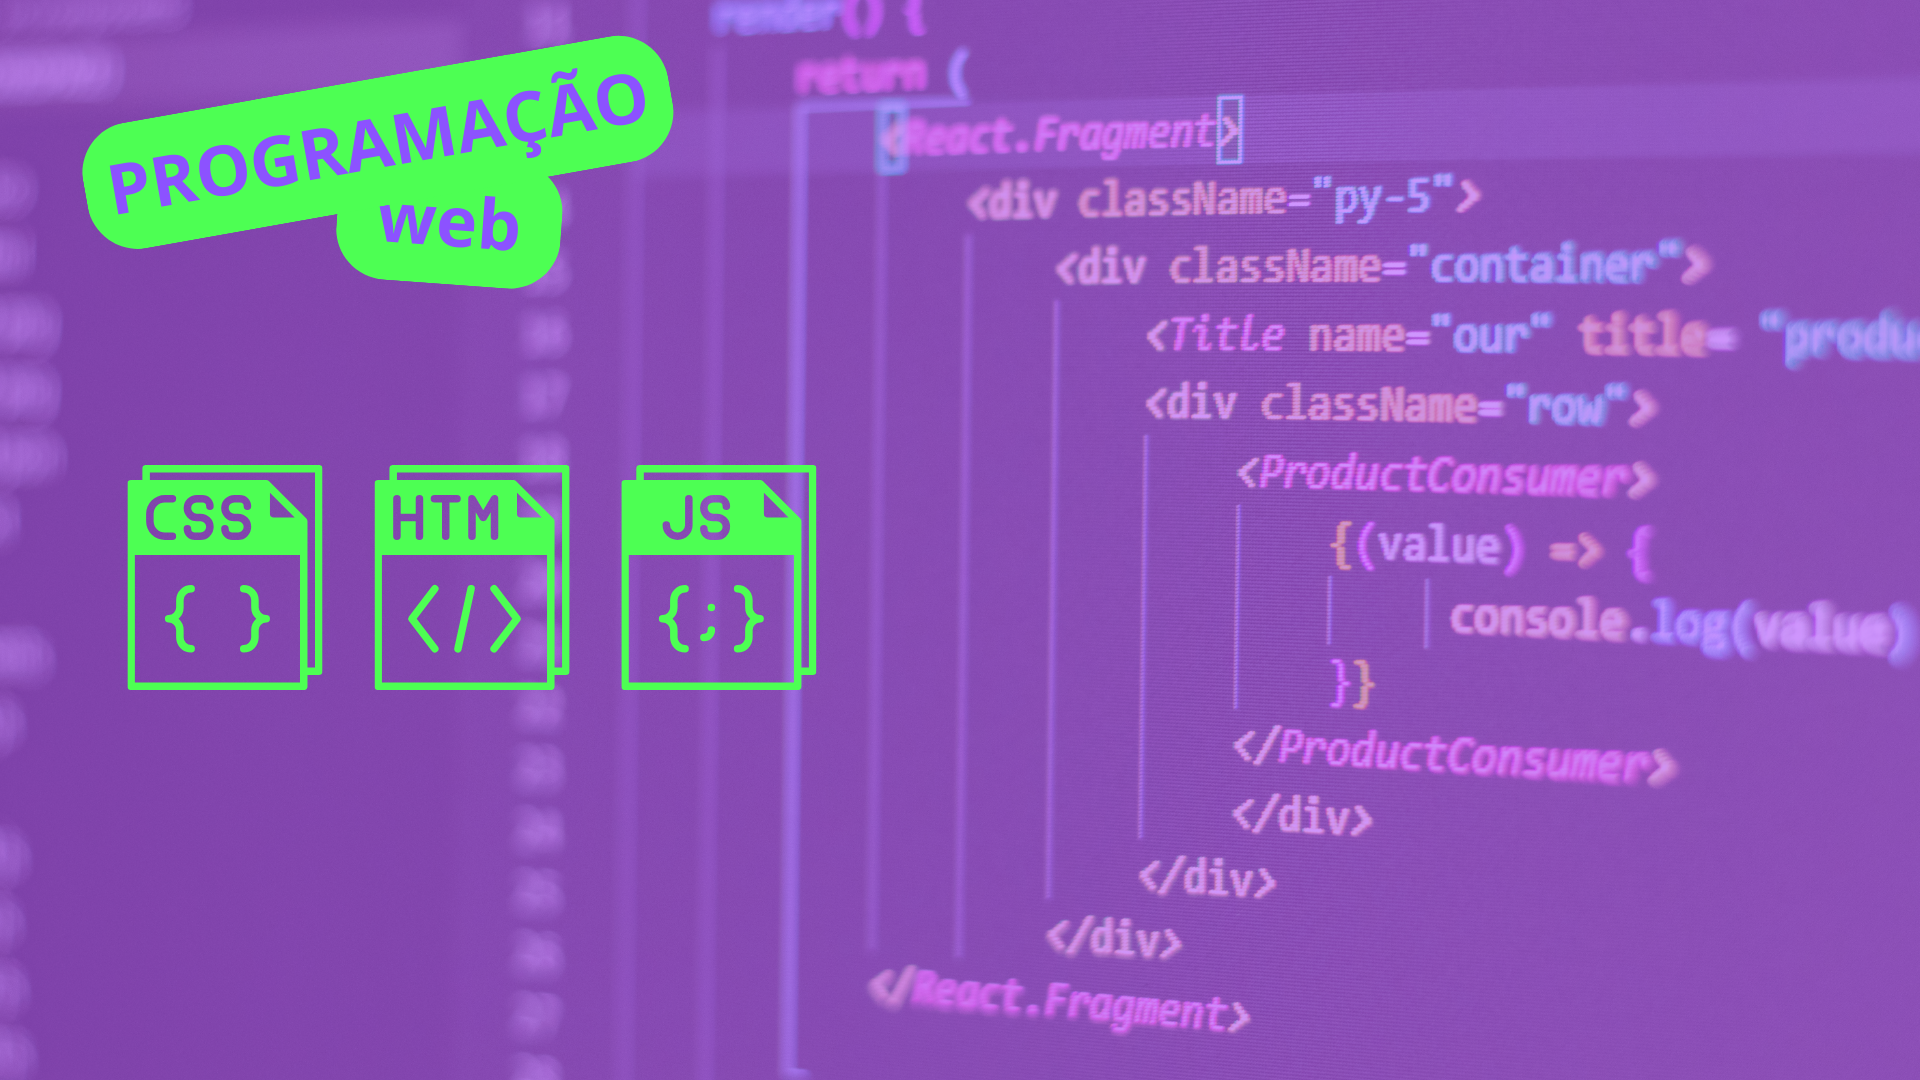 PROGRAMAÇÃO
web
CSS
{ }
HTM
</>
JS
{;}
render() {
return (
<React.Fragment>
<div className="py-5">
<div className="container">
<Title name="our" title= "produ
<div className="row">
<ProductConsumer>
{(value) => {
console.log(value)
}}
</ProductConsumer>
</div>
</div>
</div>
</React.Fragment>